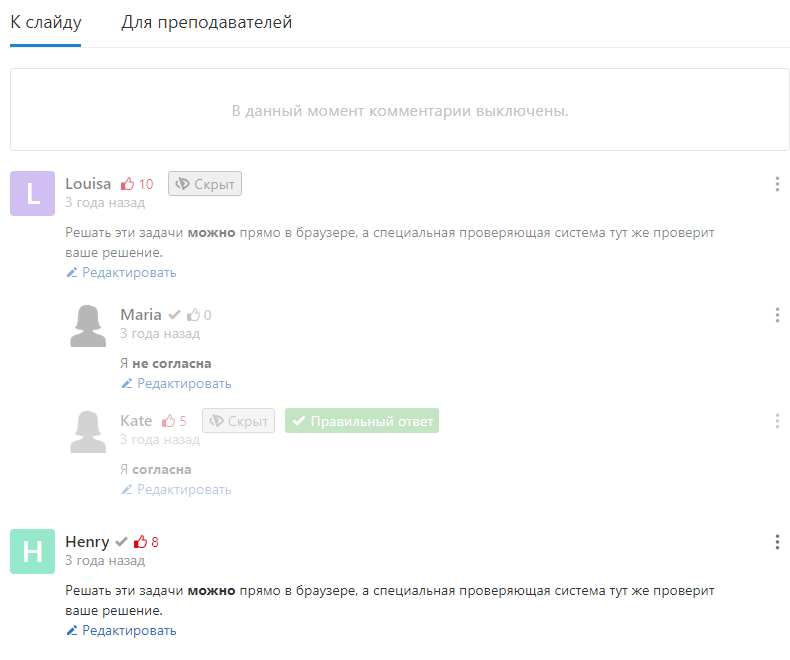 К слайду Для преподавателей
В данный момент комментарии выключены.
L Louisa 10 Скрыт
3 года назад
Решать эти задачи можно прямо в браузере, а специальная проверяющая система тут же проверит
ваше решение.
Редактировать
Maria 0
3 года назад
Я не согласна
Редактировать
Kate 5 Скрыт Правильный ответ
3 года назад
Я согласна
Редактировать
H Henry 8
3 года назад
Решать эти задачи можно прямо в браузере, а специальная проверяющая система тут же проверит
ваше решение.
Редактировать